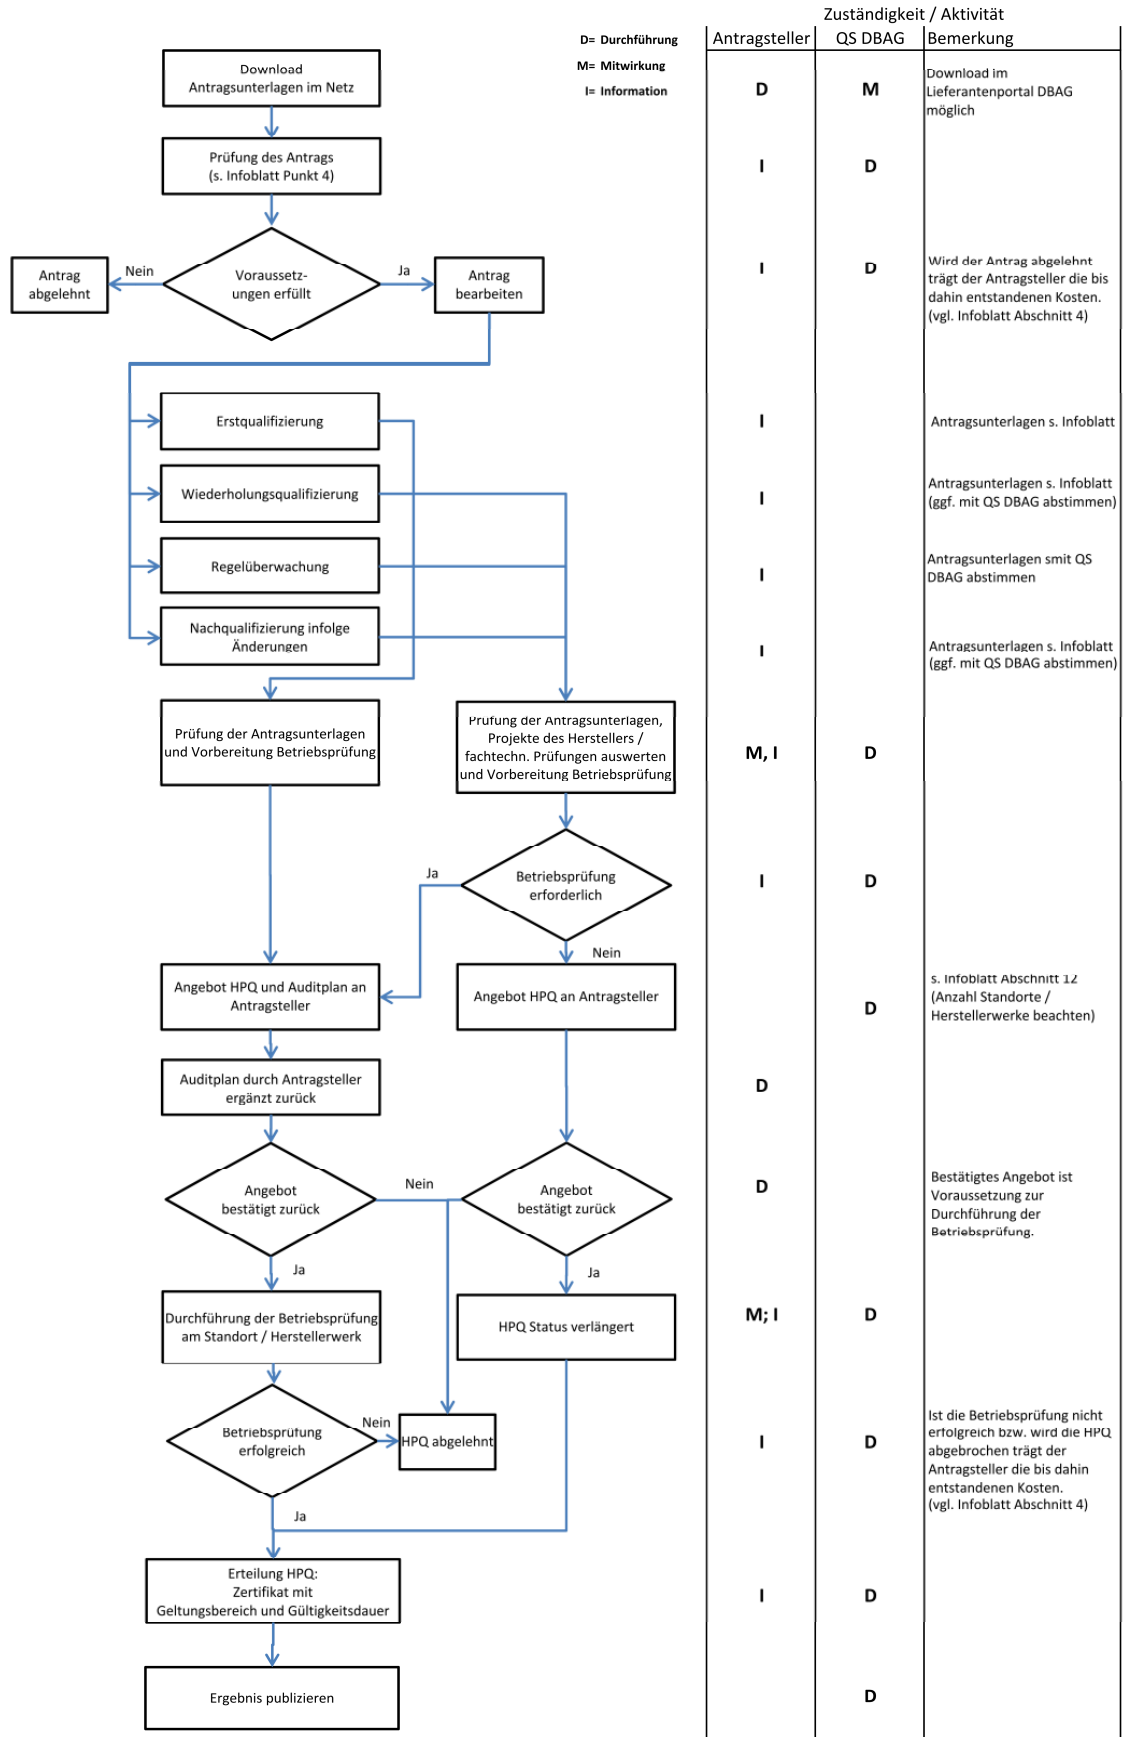 Zuständigkeit / Aktivität
D= Durchführung
M= Mitwirkung
I= Information
Antragsteller
QS DBAG
Bemerkung
Download
Antragsunterlagen im Netz
D
M
Download im
Lieferantenportal DBAG
möglich
Prüfung des Antrags
(s. Infoblatt Punkt 4)
I
D
Antrag
abgelehnt
Nein
Voraussetz-
ungen erfüllt
Ja
Antrag
bearbeiten
I
D
Wird der Antrag abgelehnt
trägt der Antragsteller die bis
dahin entstandenen Kosten.
(vgl. Infoblatt Abschnitt 4)
Erstqualifizierung
I
Antragsunterlagen s. Infoblatt
Wiederholungsqualifizierung
I
Antragsunterlagen s. Infoblatt
(ggf. mit QS DBAG abstimmen)
Regelüberwachung
I
Antragsunterlagen smit QS
DBAG abstimmen
Nachqualifizierung infolge
Änderungen
I
Antragsunterlagen s. Infoblatt
(ggf. mit QS DBAG abstimmen)
Prüfung der Antragsunterlagen
und Vorbereitung Betriebsprüfung
Prüfung der Antragsunterlagen,
Projekte des Herstellers /
fachtechn. Prüfungen auswerten
und Vorbereitung Betriebsprüfung
M, I
D
Ja
Betriebsprüfung
erforderlich
Nein
I
D
Angebot HPQ und Auditplan an
Antragsteller
Angebot HPQ an Antragsteller
D
s. Infoblatt Abschnitt 12
(Anzahl Standorte /
Herstellerwerke beachten)
Auditplan durch Antragsteller
ergänzt zurück
D
Angebot
bestätigt zurück
Nein
Angebot
bestätigt zurück
D
Bestätigtes Angebot ist
Voraussetzung zur
Durchführung der
Betriebsprüfung.
Ja
Ja
Durchführung der Betriebsprüfung
am Standort / Herstellerwerk
HPQ Status verlängert
M; I
D
Betriebsprüfung
erfolgreich
Nein
HPQ abgelehnt
I
D
Ist die Betriebsprüfung nicht
erfolgreich bzw. wird die HPQ
abgebrochen trägt der
Antragsteller die bis dahin
entstandenen Kosten.
(vgl. Infoblatt Abschnitt 4)
Ja
Erteilung HPQ:
Zertifikat mit
Geltungsbereich und Gültigkeitsdauer
I
D
Ergebnis publizieren
D